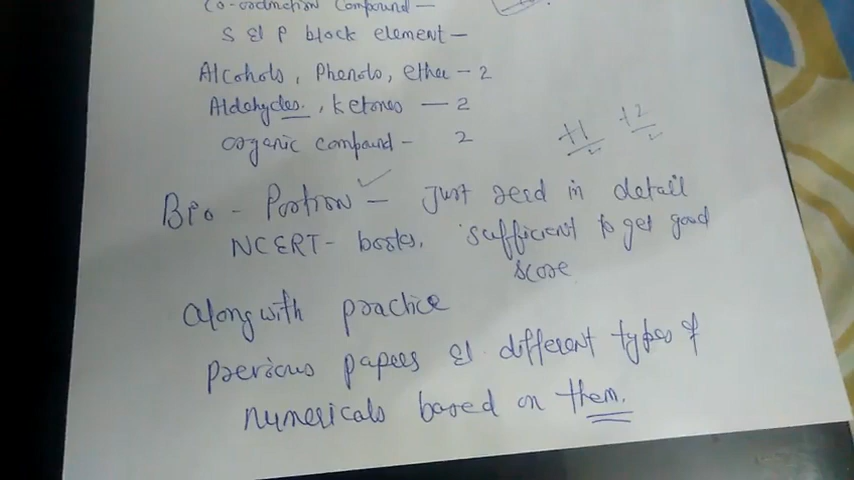 Co-ordination Compound -
S & P block element -
Alcohols, Phenols, ether - 2
Aldehydes, ketones - 2
Organic compound - 2
+1 +2
Bio - Portion - Just read in detail
NCERT - books, sufficient to get good
score
Along with practice
previous papers & different types of
numericals based on them.